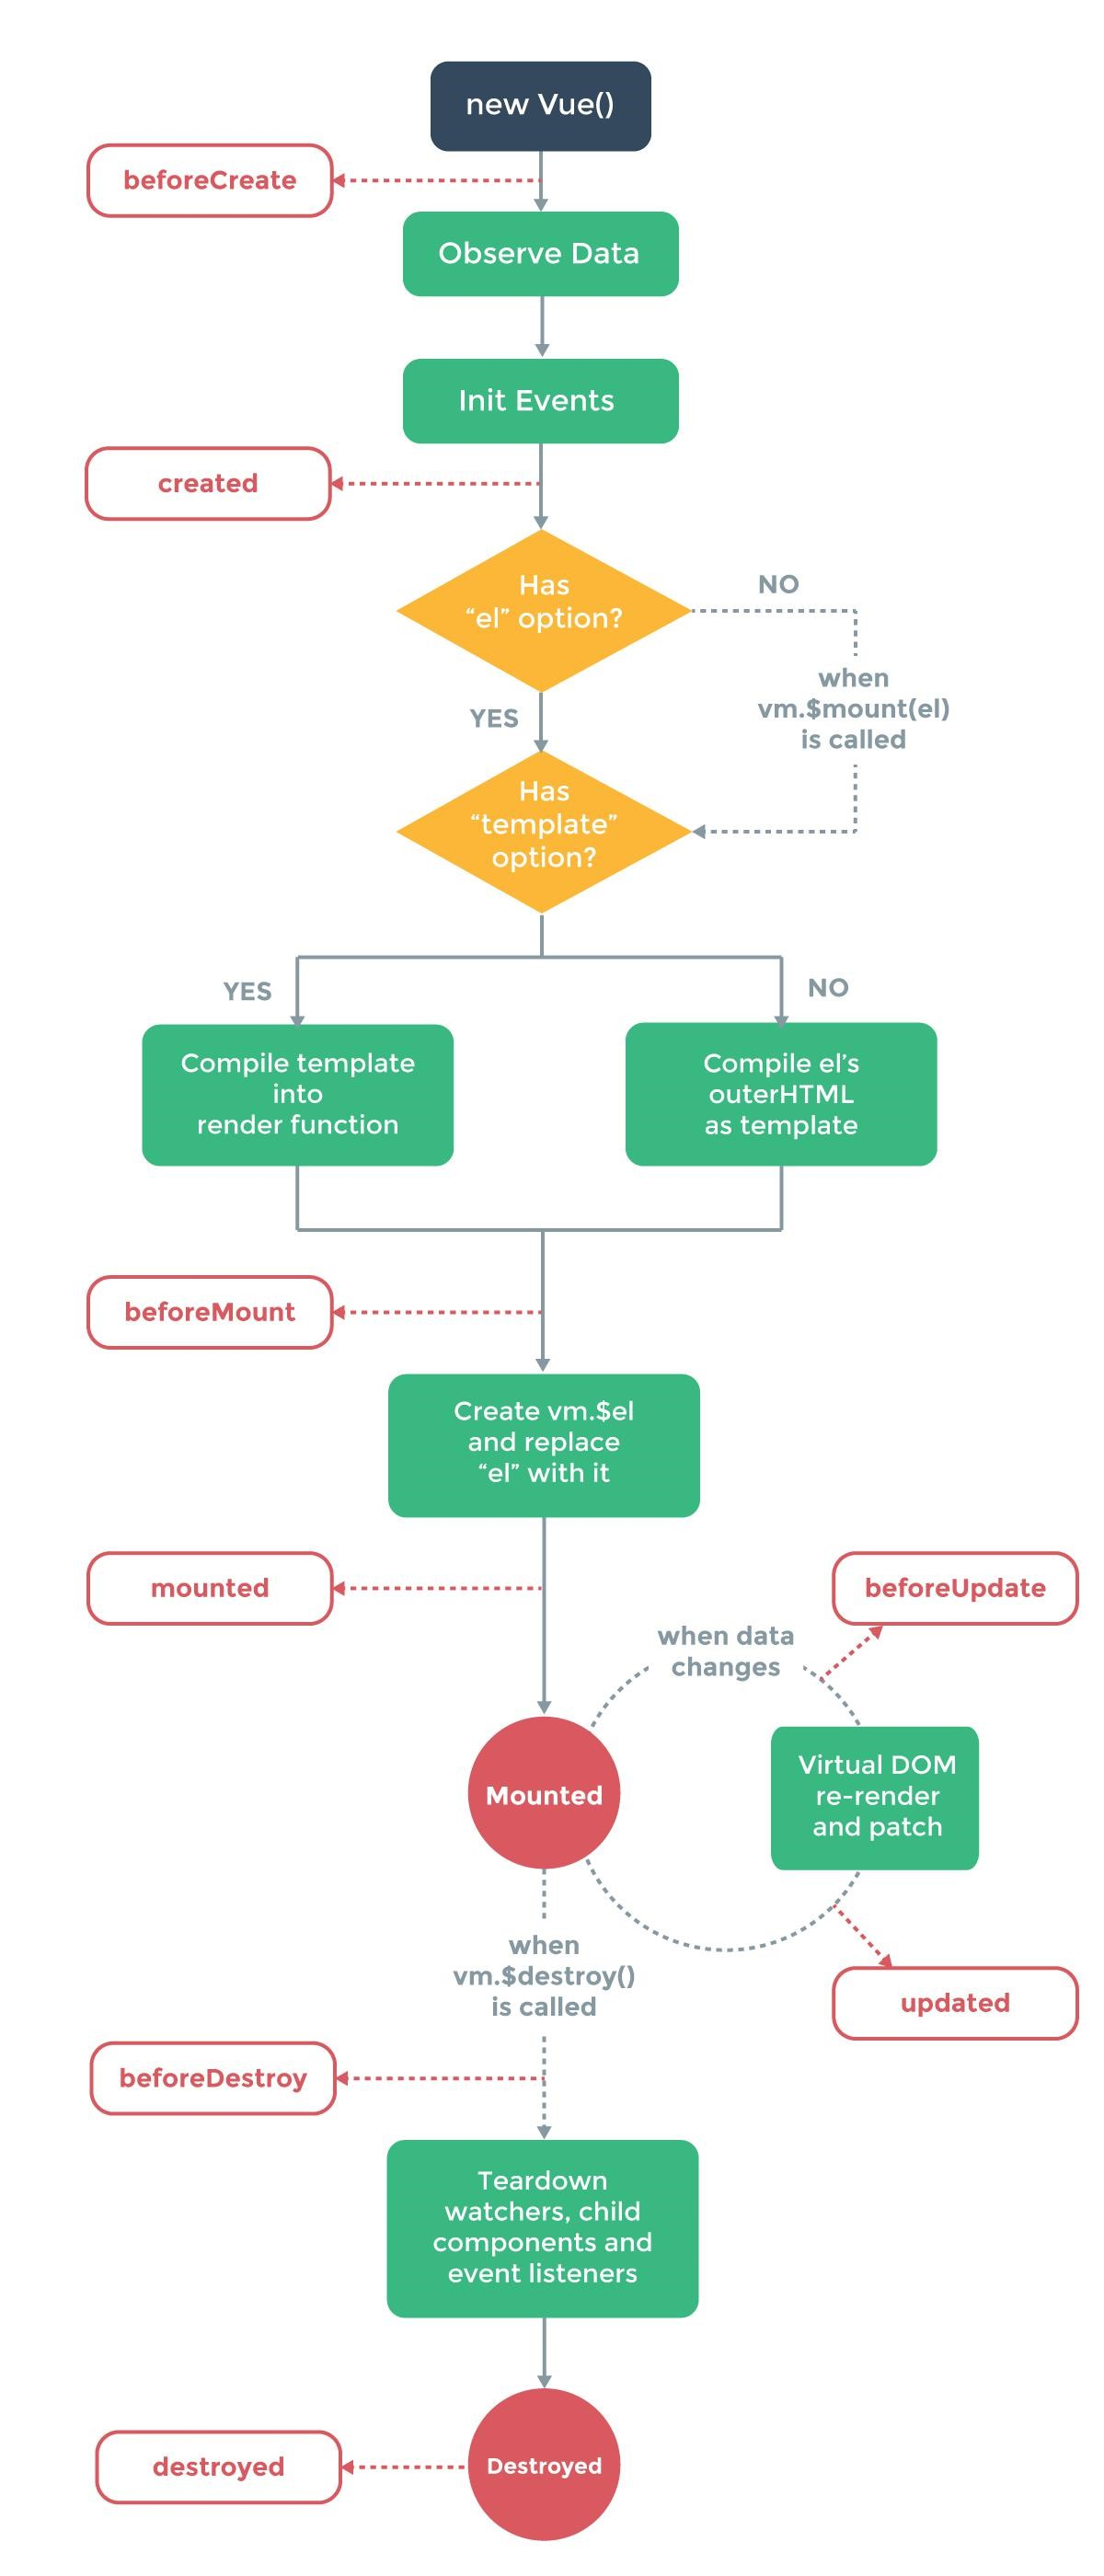 new Vue()
beforeCreate
Observe Data
Init Events
created
Has
“el” option?
NO
when
vm.$mount(el)
is called
YES
Has
“template”
option?
YES
NO
Compile template
into
render function
Compile el’s
outerHTML
as template
beforeMount
Create vm.$el
and replace
“el” with it
mounted
beforeUpdate
when data
changes
Mounted
Virtual DOM
re-render
and patch
when
vm.$destroy()
is called
updated
beforeDestroy
Teardown
watchers, child
components and
event listeners
destroyed
Destroyed